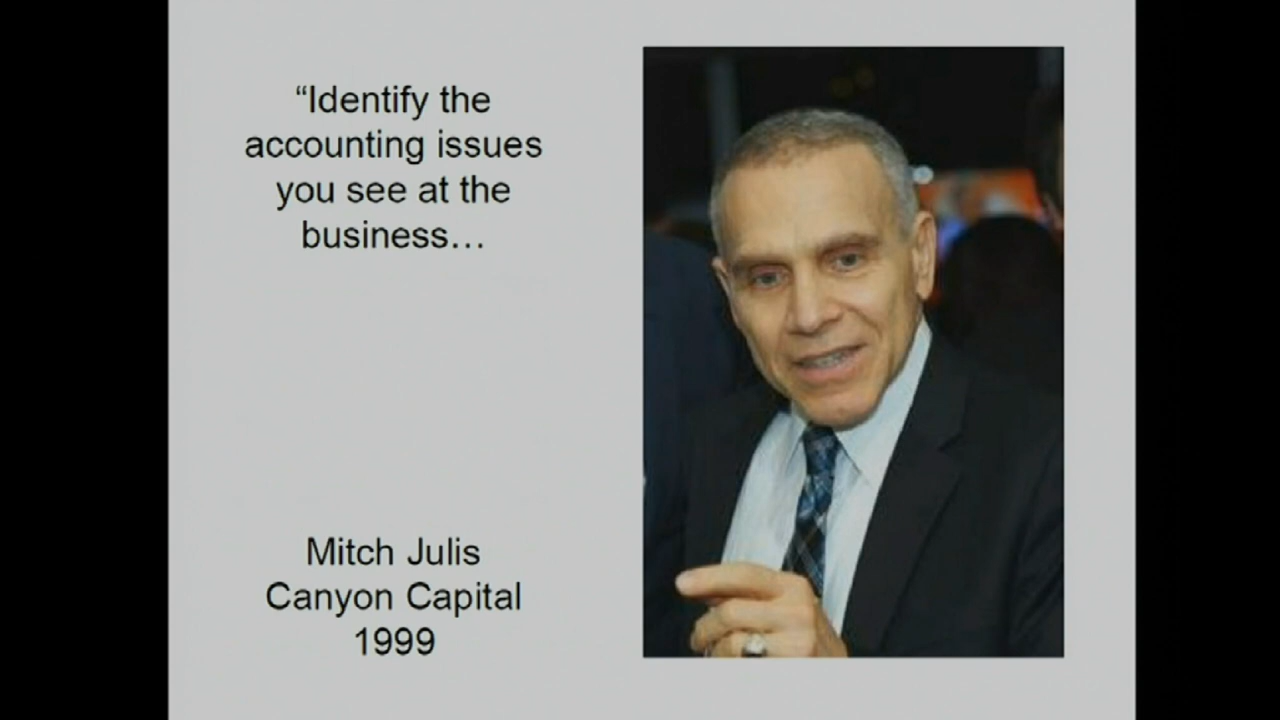 “Identify the
accounting issues
you see at the
business…
Mitch Julis
Canyon Capital
1999